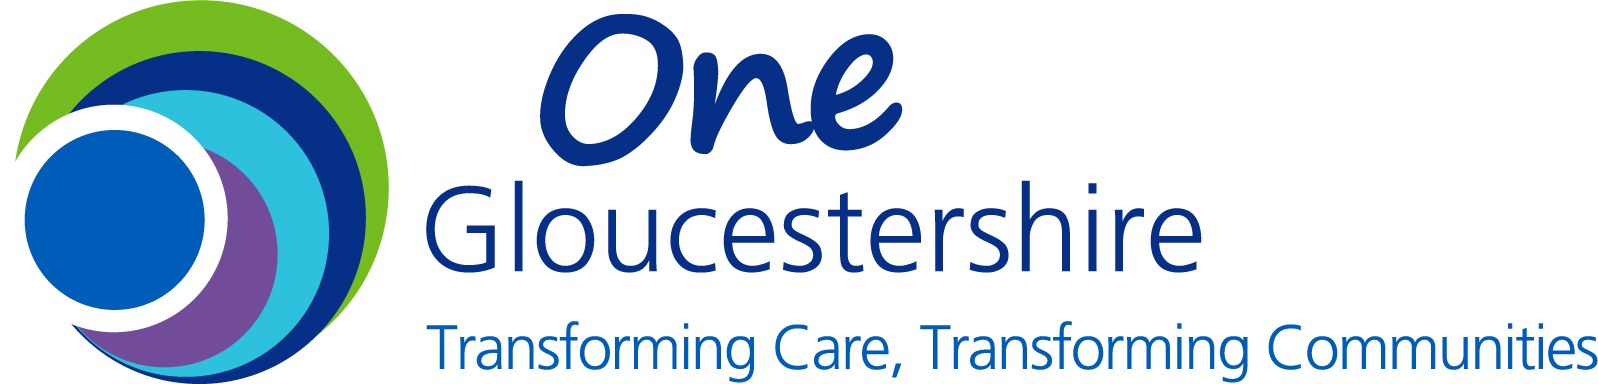 One
Gloucestershire
Transforming Care, Transforming Communities